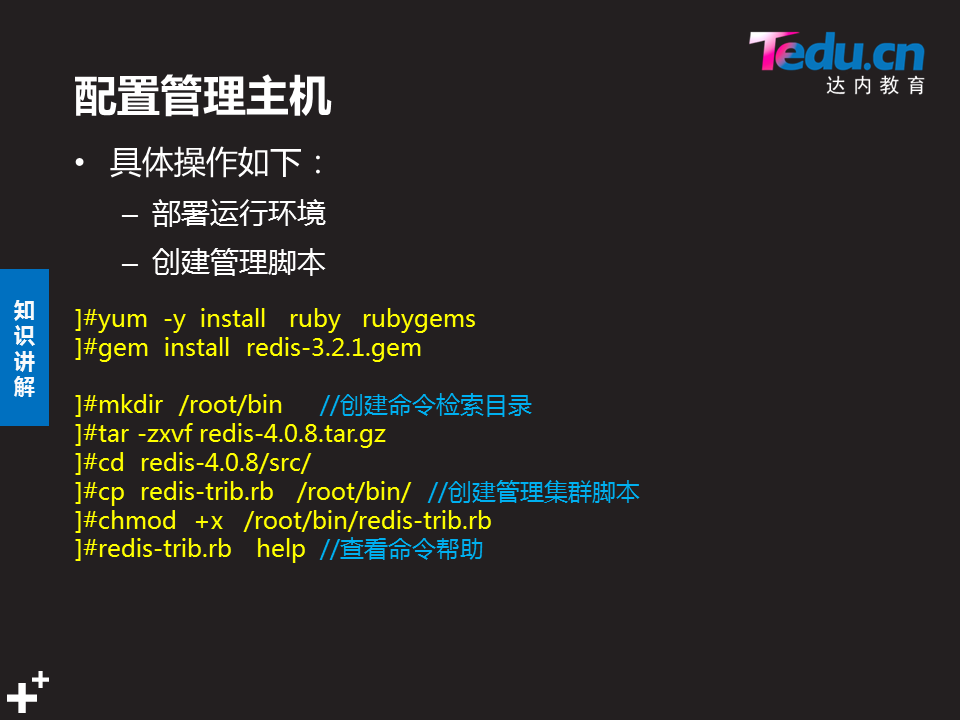 Tedu.cn
达内教育
配置管理主机
• 具体操作如下：
– 部署运行环境
– 创建管理脚本
知识讲解
]#yum -y install ruby rubygems
]#gem install redis-3.2.1.gem
]#mkdir /root/bin //创建命令检索目录
]#tar -zxvf redis-4.0.8.tar.gz
]#cd redis-4.0.8/src/
]#cp redis-trib.rb /root/bin/ //创建管理集群脚本
]#chmod +x /root/bin/redis-trib.rb
]#redis-trib.rb help //查看命令帮助